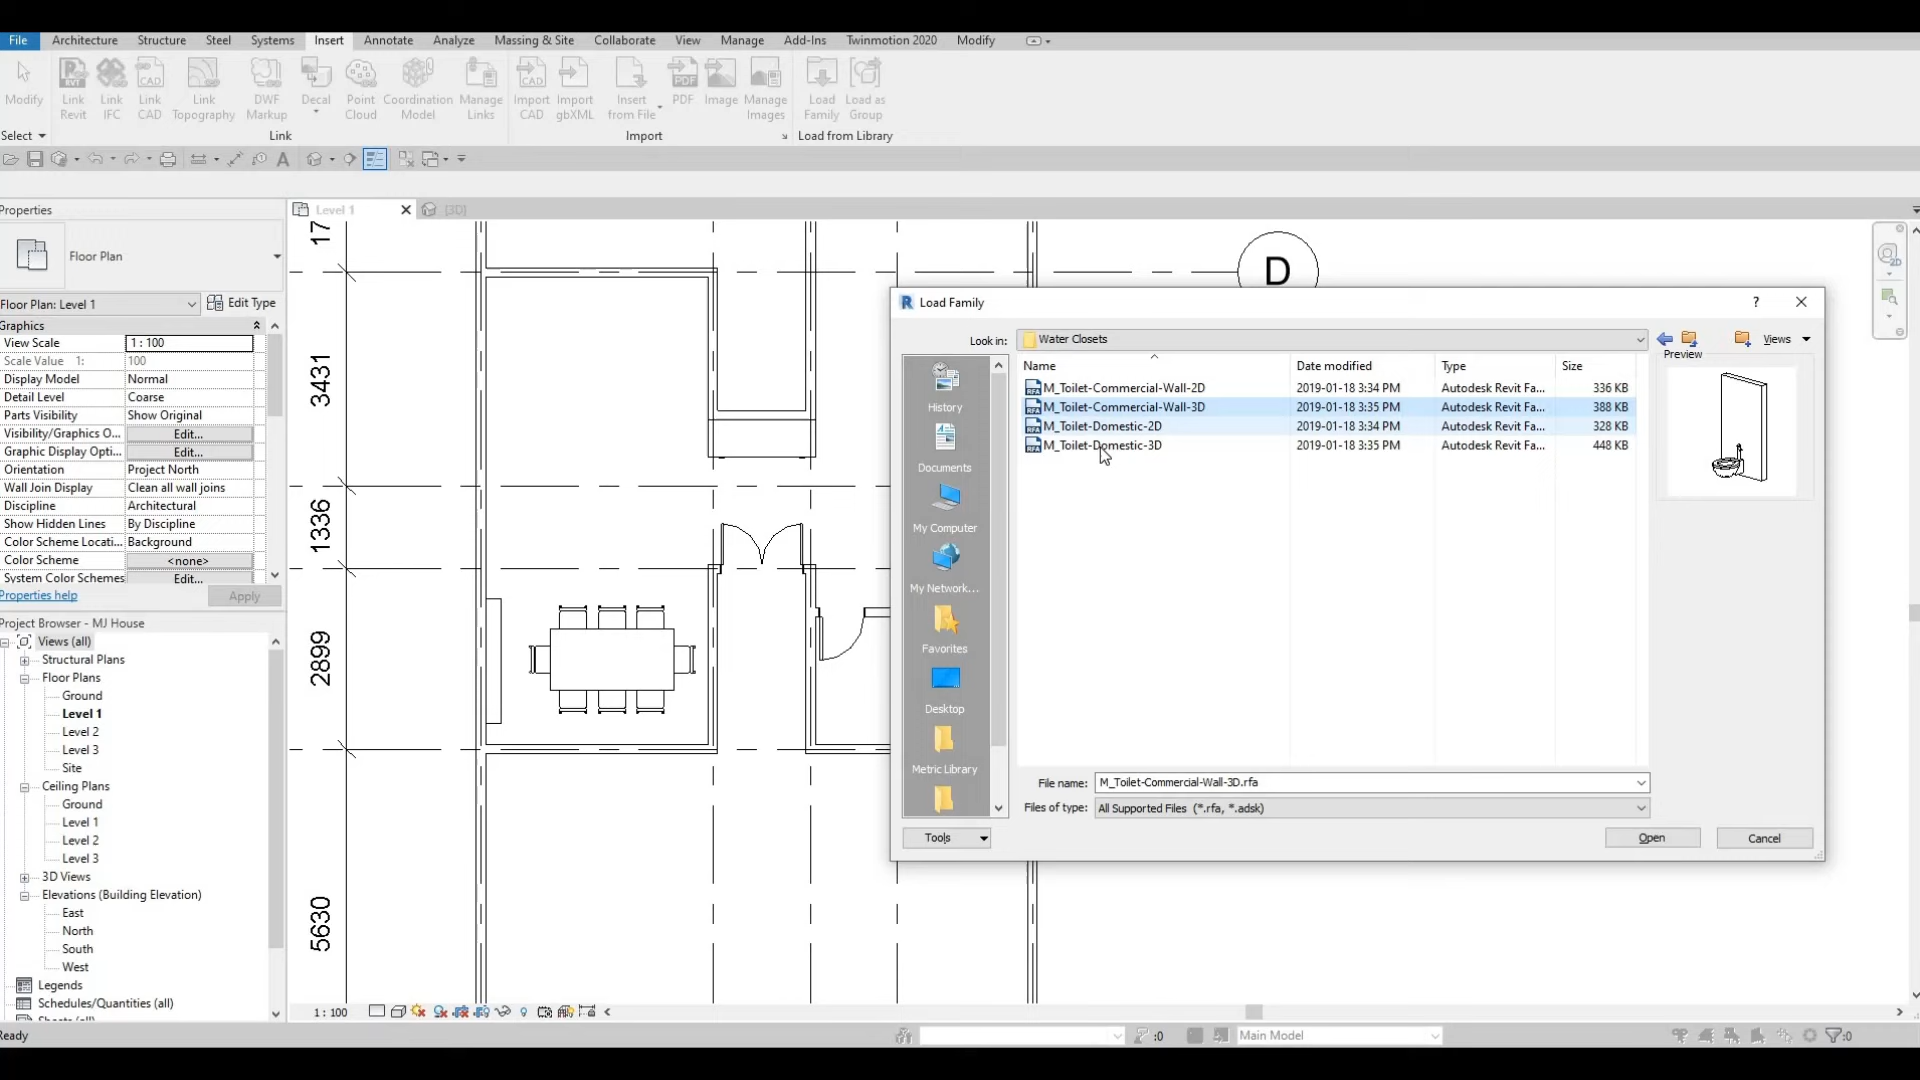 File Architecture Structure Steel Systems Insert Annotate Analyze Massing & Site Collaborate View Manage Add-Ins Twinmotion 2020 Modify
Modify
Link Revit
Link IFC
Link CAD
Link Topography
DWF Markup
Decal
Point Cloud
Coordination Model
Manage Links
Import CAD
Import gbXML
Insert from File
PDF
Image
Manage Images
Load Family
Load as Group
Select
Link
Import
Load from Library
Properties
Level 1
[3D]
Floor Plan
Floor Plan: Level 1
Edit Type
Graphics
View Scale 1 : 100
Scale Value 1: 100
Display Model Normal
Detail Level Coarse
Parts Visibility Show Original
Visibility/Graphics O... Edit...
Graphic Display Opti... Edit...
Orientation Project North
Wall Join Display Clean all wall joins
Discipline Architectural
Show Hidden Lines By Discipline
Color Scheme Locati... Background
Color Scheme <none>
System Color Schemes Edit...
Properties help
Apply
Project Browser - MJ House
Views (all)
Structural Plans
Floor Plans
Ground
Level 1
Level 2
Level 3
Site
Ceiling Plans
Ground
Level 1
Level 2
Level 3
3D Views
Elevations (Building Elevation)
East
North
South
West
Legends
Schedules/Quantities (all)
17
3431
1336
2899
5630
D
Load Family
?
Look in: Water Closets
Views
Preview
Name Date modified Type Size
M_Toilet-Commercial-Wall-2D 2019-01-18 3:34 PM Autodesk Revit Fa... 336 KB
M_Toilet-Commercial-Wall-3D 2019-01-18 3:35 PM Autodesk Revit Fa... 388 KB
M_Toilet-Domestic-2D 2019-01-18 3:34 PM Autodesk Revit Fa... 328 KB
M_Toilet-Domestic-3D 2019-01-18 3:35 PM Autodesk Revit Fa... 448 KB
History
Documents
My Computer
My Network...
Favorites
Desktop
Metric Library
File name: M_Toilet-Commercial-Wall-3D.rfa
Files of type: All Supported Files (*.rfa, *.adsk)
Tools
Open
Cancel
1 : 100
Ready
:0
Main Model
:0